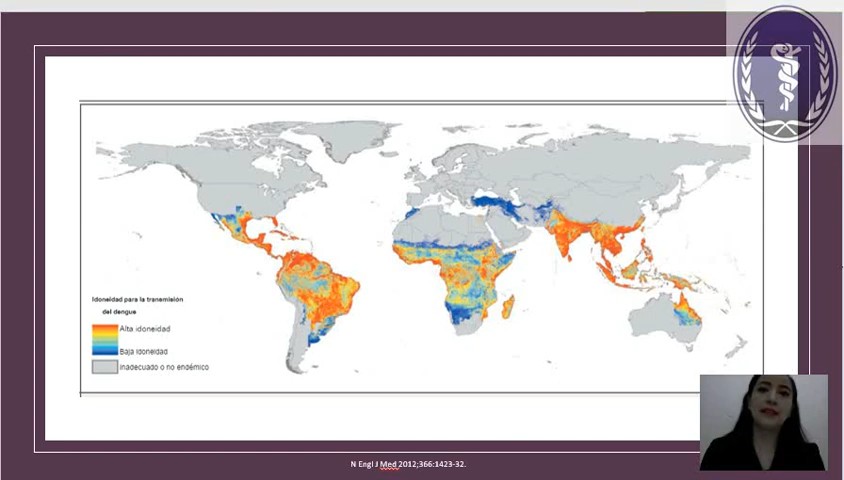 Idoneidad para la transmisión
del dengue
Alta idoneidad
Baja idoneidad
Inadecuado o no endémico
N Engl J Med 2012;366:1423-32.